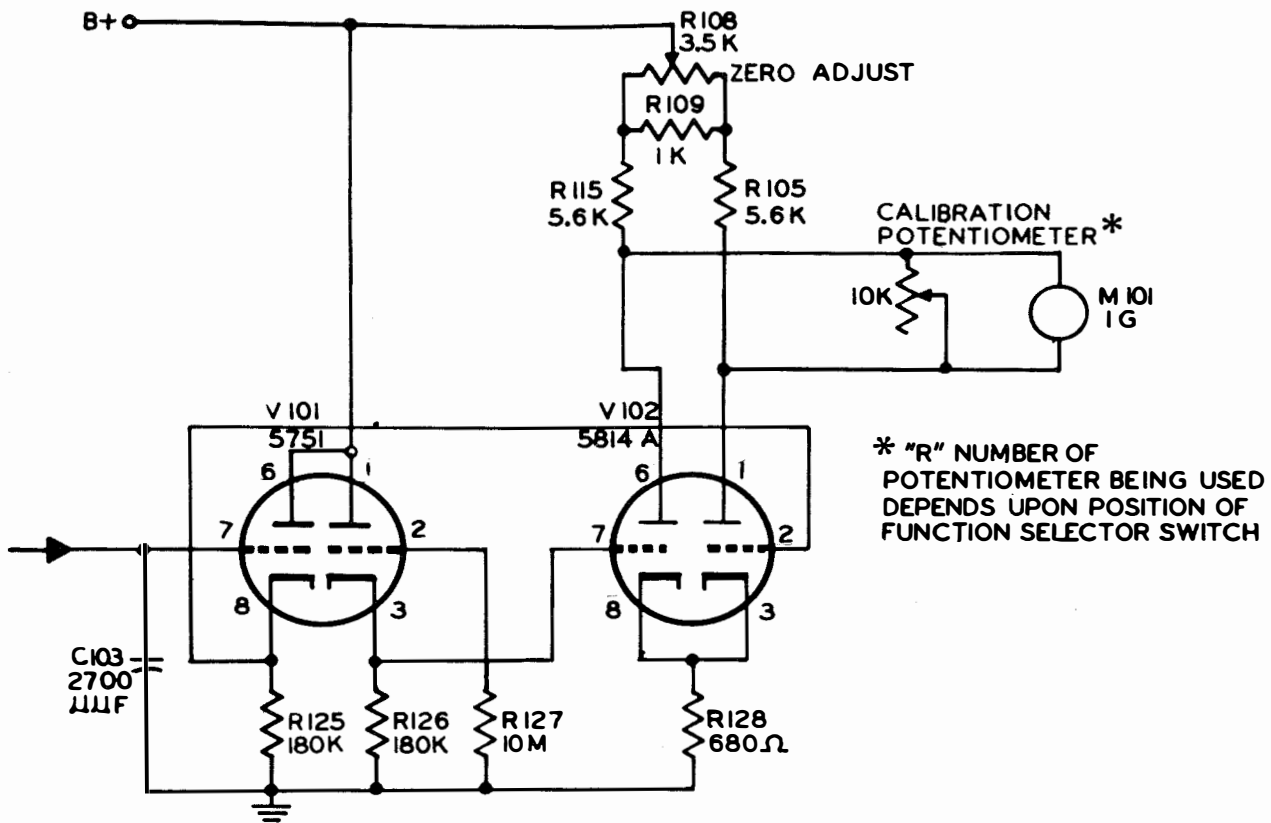 B+
R108
3.5K
ZERO ADJUST
R109
1K
R115
5.6K
R105
5.6K
CALIBRATION
POTENTIOMETER*
10K
M101
1G
V101
5751
V102
5814A
6
1
6
1
7
2
7
2
8
3
8
3
* "R" NUMBER OF
POTENTIOMETER BEING USED
DEPENDS UPON POSITION OF
FUNCTION SELECTOR SWITCH
C103
2700
µµF
R125
180K
R126
180K
R127
10M
R128
680Ω